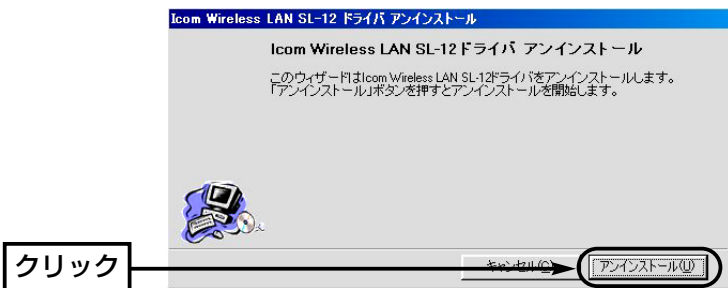 Icom Wireless LAN SL-12 ドライバ アンインストール
Icom Wireless LAN SL-12ドライバ アンインストール
このウィザードはIcom Wireless LAN SL-12ドライバをアンインストールします。
「アンインストール」ボタンを押すとアンインストールを開始します。
クリック
キャンセル(C)
アンインストール(U)